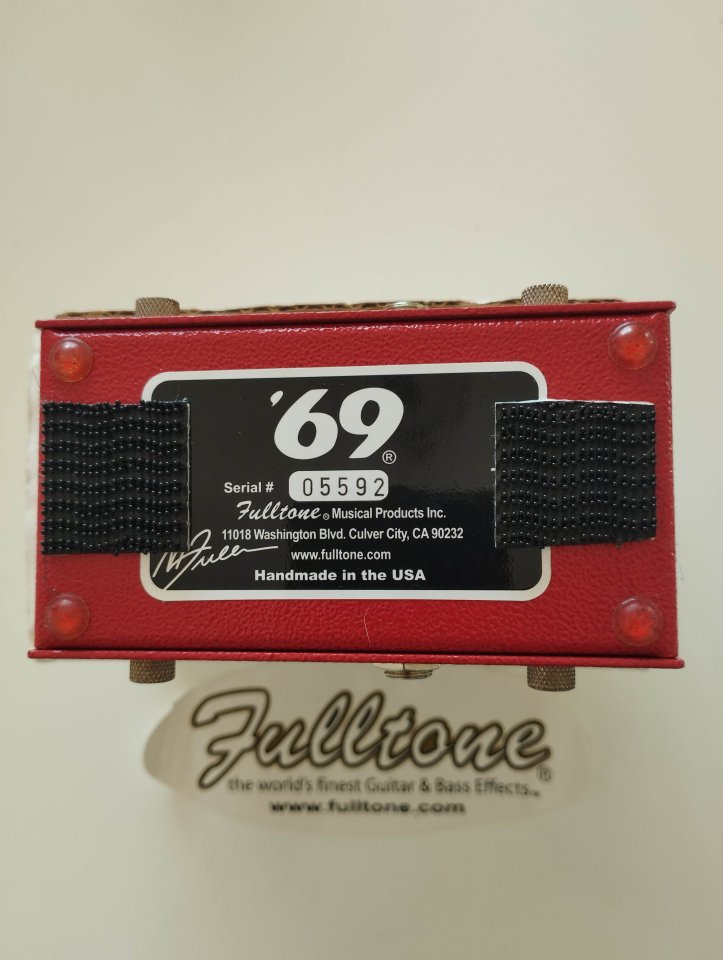 '69®
Serial # 05592
Fulltone® Musical Products Inc.
11018 Washington Blvd. Culver City, CA 90232
www.fulltone.com
Handmade in the USA
Fulltone®
the world's finest Guitar & Bass Effects™
www.fulltone.com